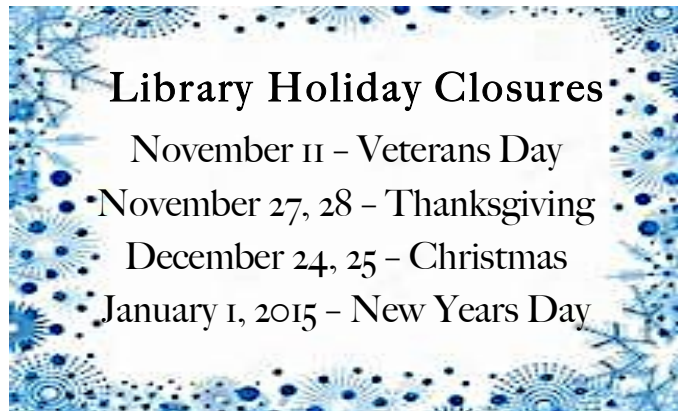 Library Holiday Closures
November 11 – Veterans Day
November 27, 28 – Thanksgiving
December 24, 25 – Christmas
January 1, 2015 – New Years Day